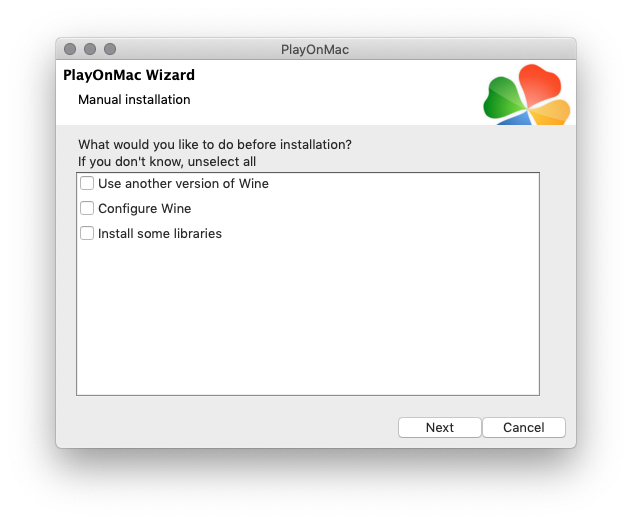 PlayOnMac
PlayOnMac Wizard
Manual installation
What would you like to do before installation?
If you don't know, unselect all
Use another version of Wine
Configure Wine
Install some libraries
Next
Cancel